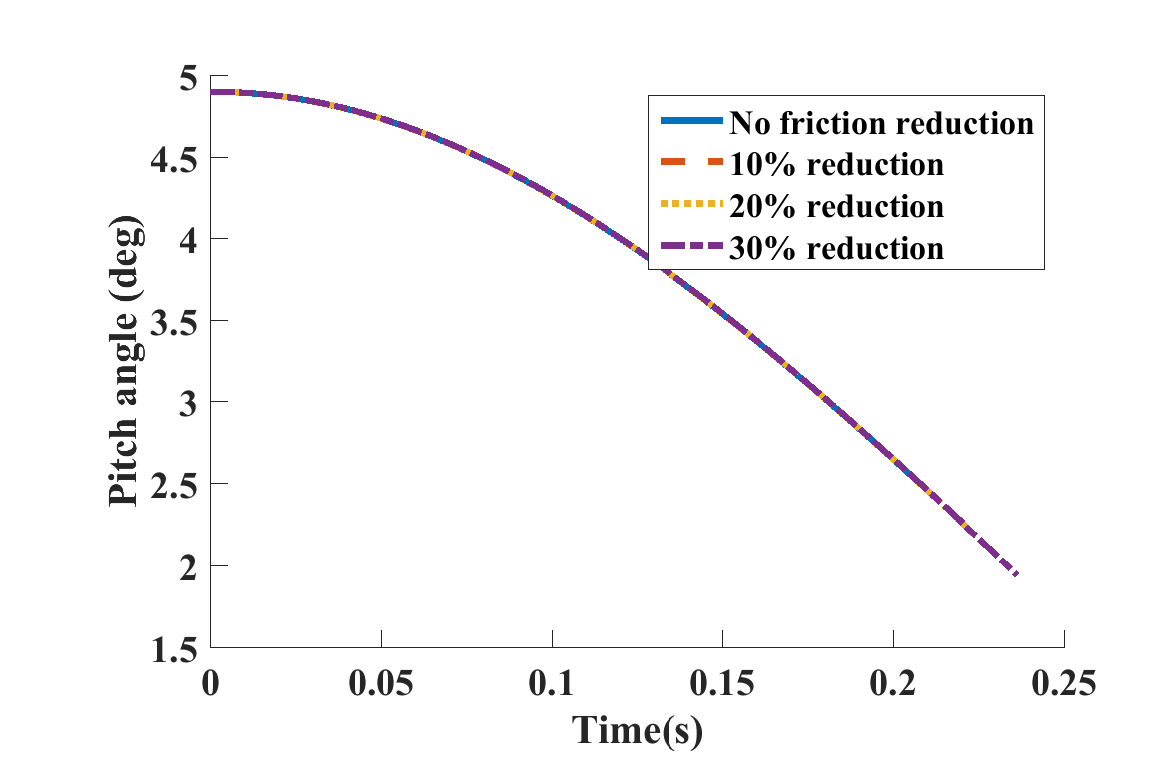 5
4.5
4
3.5
3
2.5
2
1.5
0
0.05
0.1
0.15
0.2
0.25
Pitch angle (deg)
Time(s)
No friction reduction
10% reduction
20% reduction
30% reduction